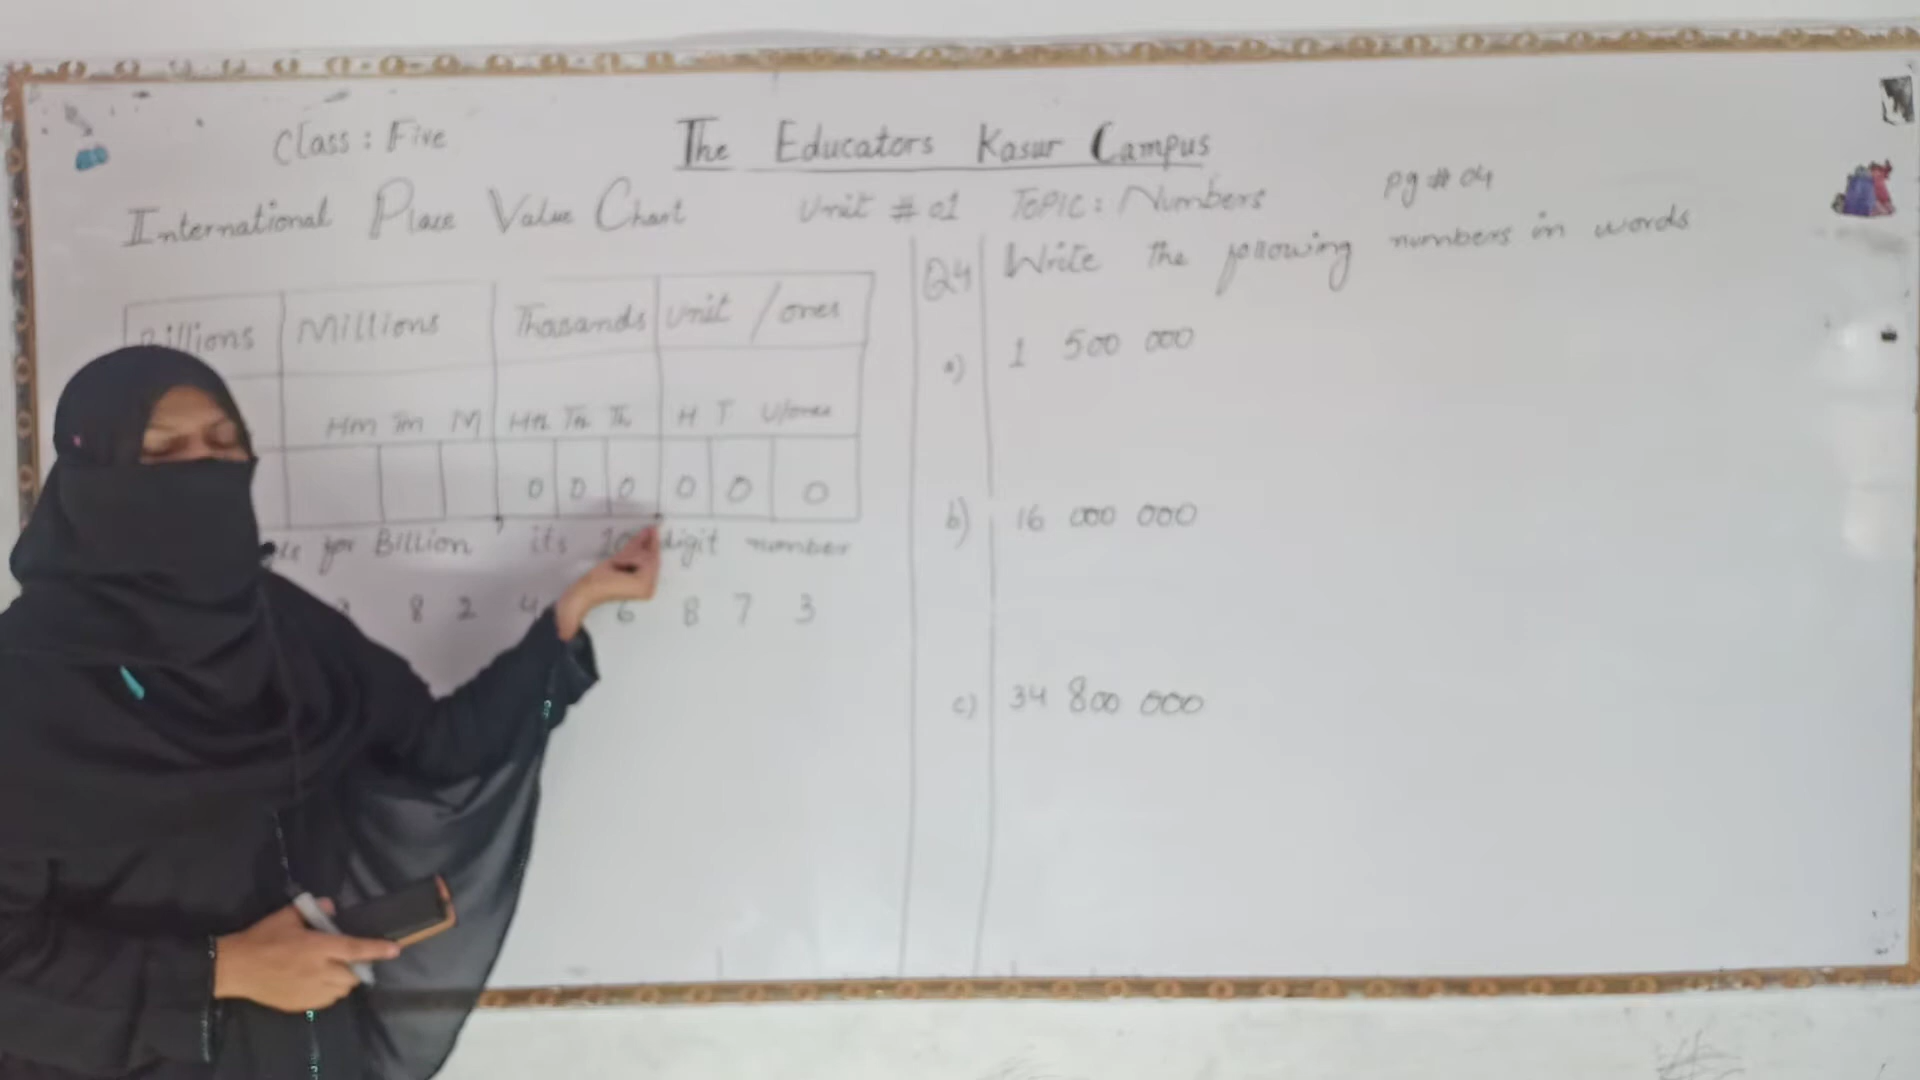 Class: Five
The Educators Kasur Campus
International Place Value Chart
Unit # 01 Topic: Numbers pg # 04
Billions Millions Thosands Unit / ones
Hm Tm M Hth Tth Th H T U/ones
0 0 0 0 0 0
for Billion, its digit number
8 2 4 6 8 7 3
Q4 Write the following numbers in words
a) 1 500 000
b) 16 000 000
c) 34 800 000